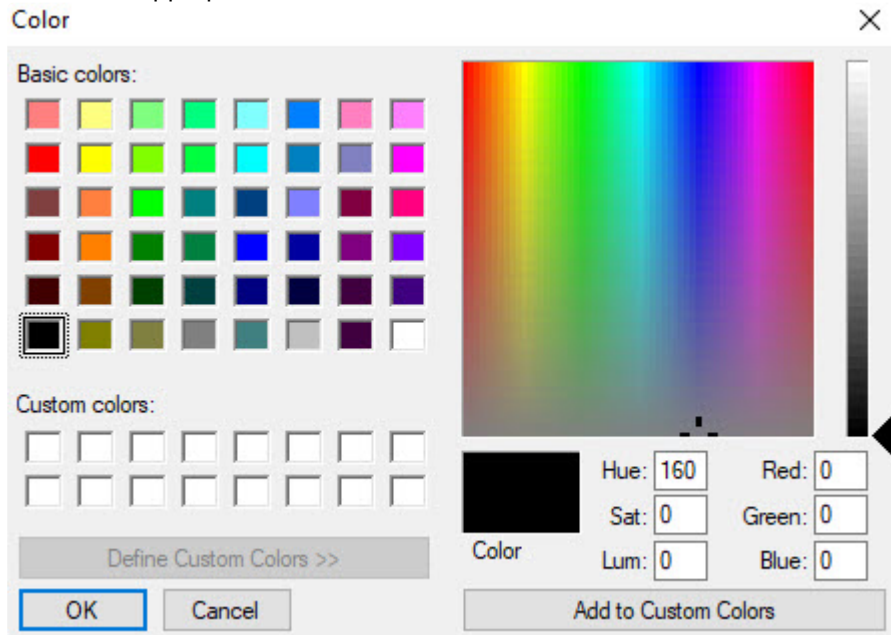 Color
Basic colors:
Custom colors:
Define Custom Colors >>
OK Cancel
Color
Hue: 160 Red: 0
Sat: 0 Green: 0
Lum: 0 Blue: 0
Add to Custom Colors